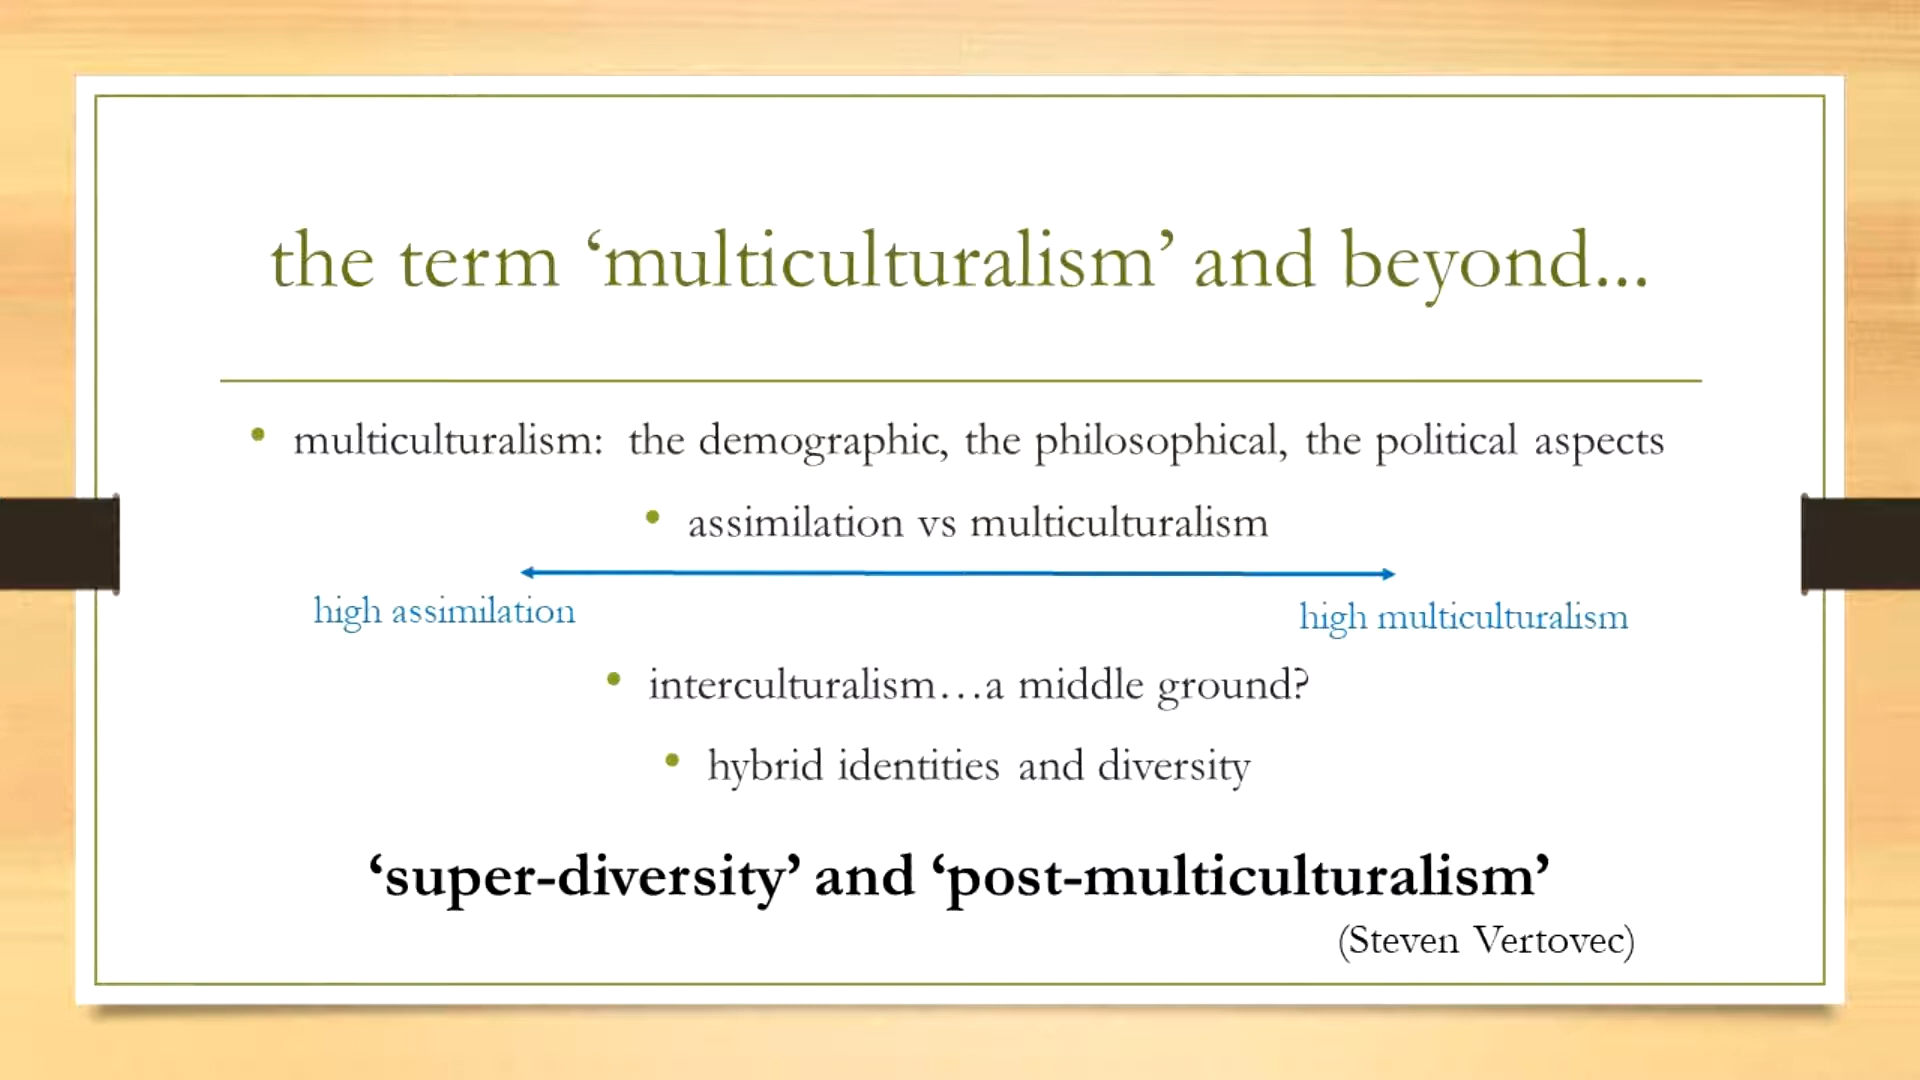 the term ‘multiculturalism’ and beyond...
• multiculturalism: the demographic, the philosophical, the political aspects
• assimilation vs multiculturalism
high assimilation
high multiculturalism
• interculturalism…a middle ground?
• hybrid identities and diversity
‘super-diversity’ and ‘post-multiculturalism’
(Steven Vertovec)